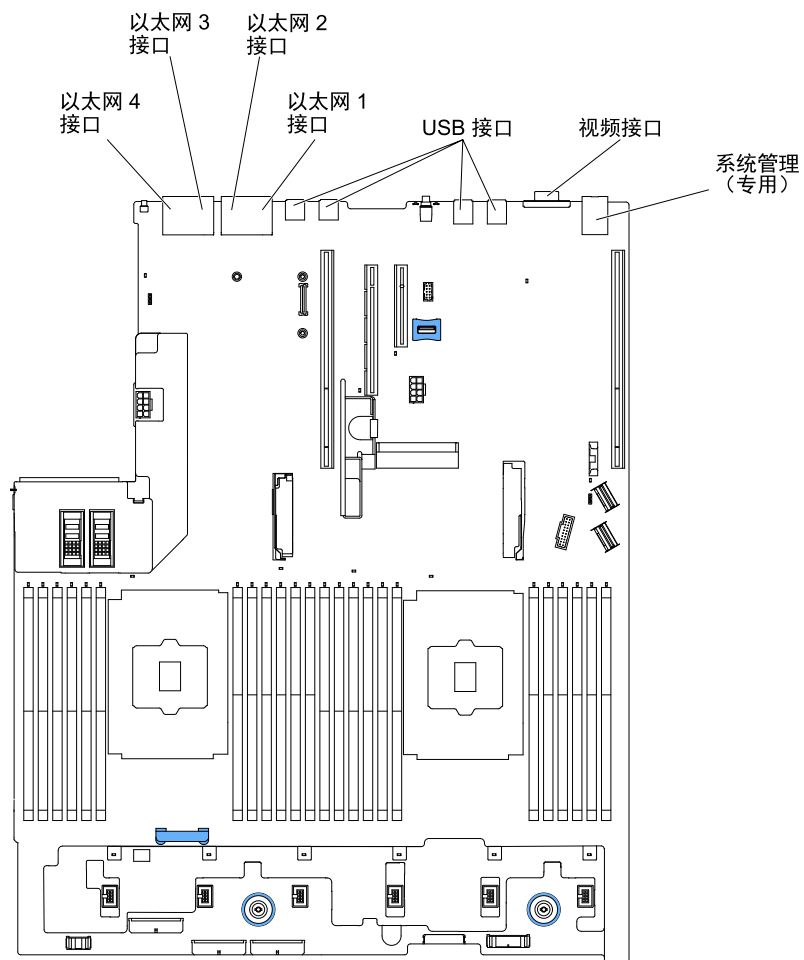 以太网 3
接口
以太网 2
接口
以太网 4
接口
以太网 1
接口
USB 接口
视频接口
系统管理
（专用）